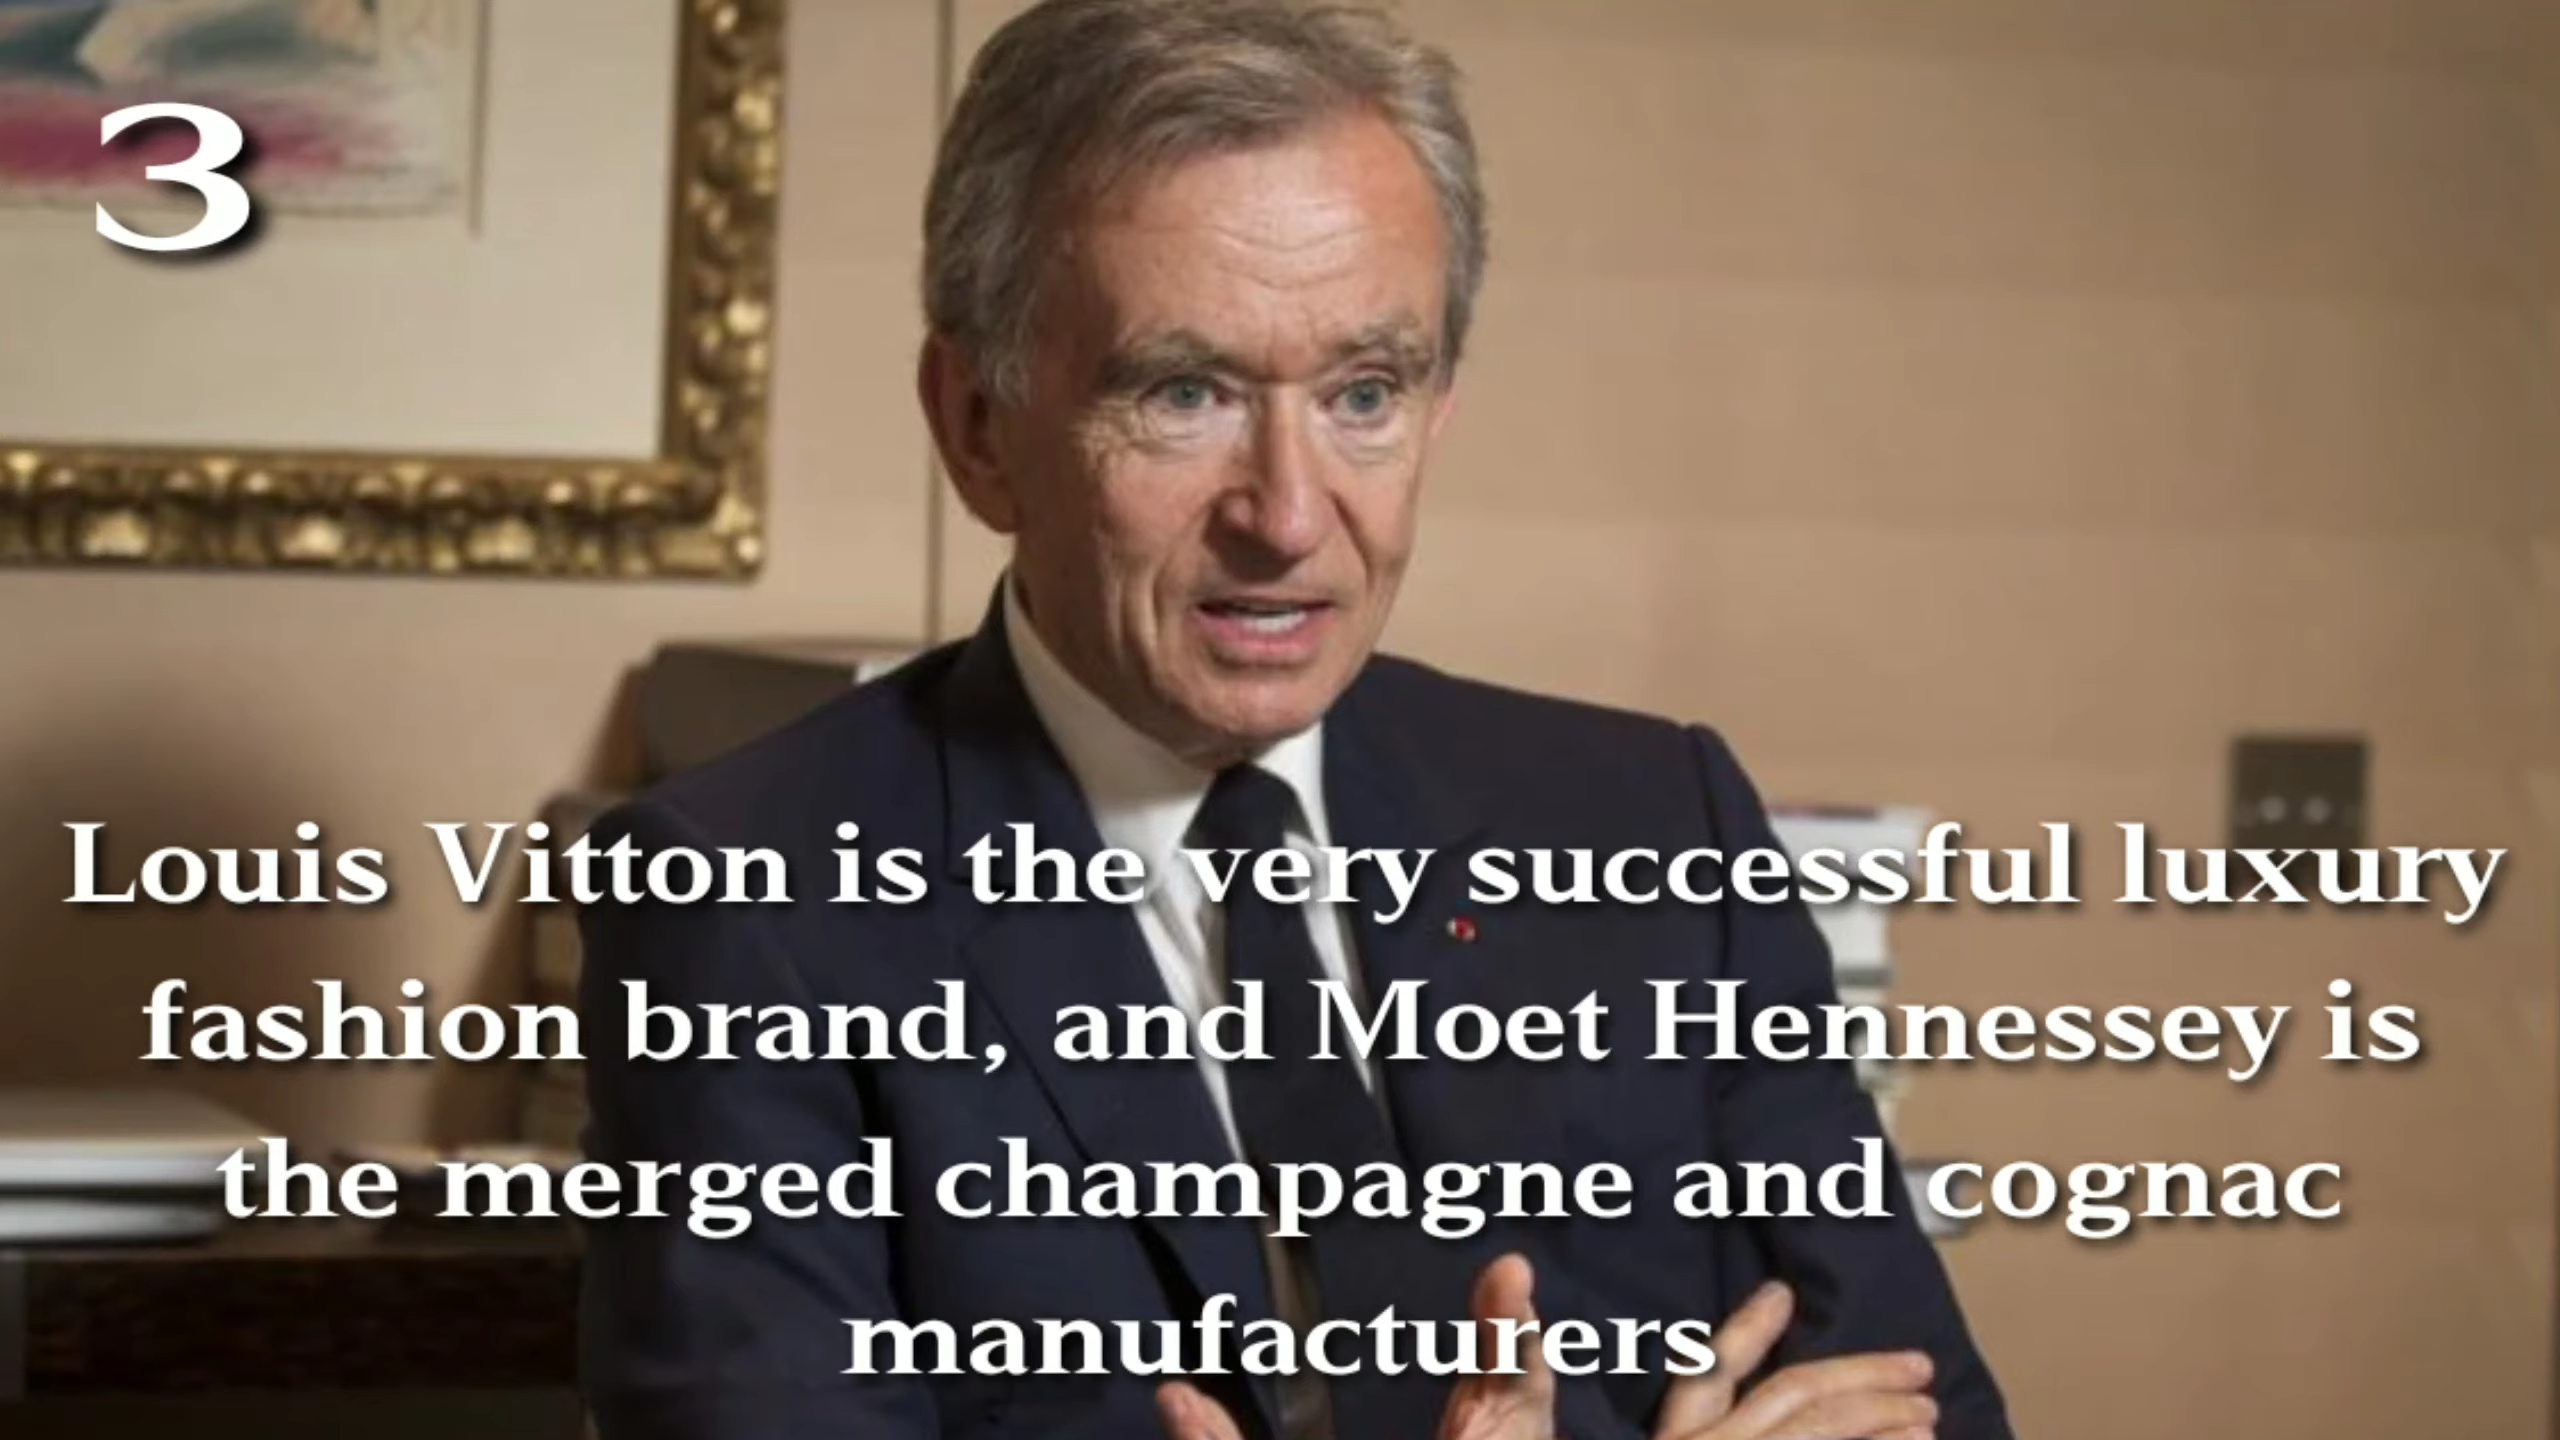 3
Louis Vitton is the very successful luxury
fashion brand, and Moet Hennessey is
the merged champagne and cognac
manufacturers